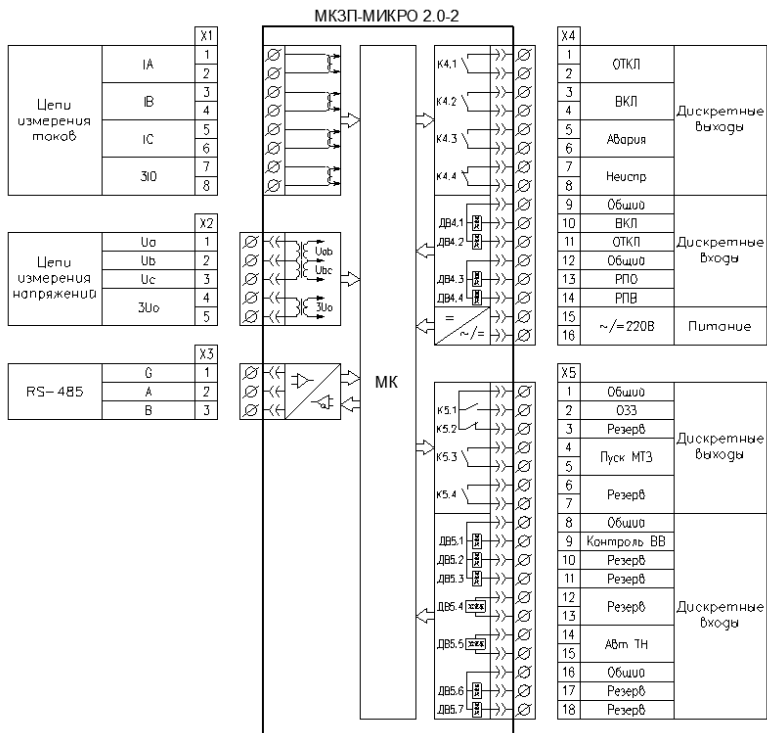 МКЗП-МИКРО 2.0-2
X1
Цепи измерения токов
IA
1
2
IB
3
4
IC
5
6
3I0
7
8
X2
Цепи измерения напряжений
Ua
1
Ub
2
Uc
3
3Uo
4
5
Uab
Ubc
3Uo
X3
RS-485
G
1
A
2
B
3
МК
X4
К4.1
1
2
ОТКЛ
К4.2
3
4
ВКЛ
К4.3
5
6
Авария
К4.4
7
8
Неиспр
Дискретные выходы
9
Общий
ДВ4.1
10
ВКЛ
ДВ4.2
11
ОТКЛ
12
Общий
ДВ4.3
13
РПО
ДВ4.4
14
РПВ
Дискретные входы
=
~/=
15
16
~/=220В
Питание
X5
1
Общий
К5.1
2
ОЗЗ
К5.2
3
Резерв
К5.3
4
5
Пуск МТЗ
К5.4
6
7
Резерв
Дискретные выходы
8
Общий
ДВ5.1
9
Контроль ВВ
ДВ5.2
10
Резерв
ДВ5.3
11
Резерв
ДВ5.4
12
13
Резерв
ДВ5.5
14
15
Авт ТН
16
Общий
ДВ5.6
17
Резерв
ДВ5.7
18
Резерв
Дискретные входы